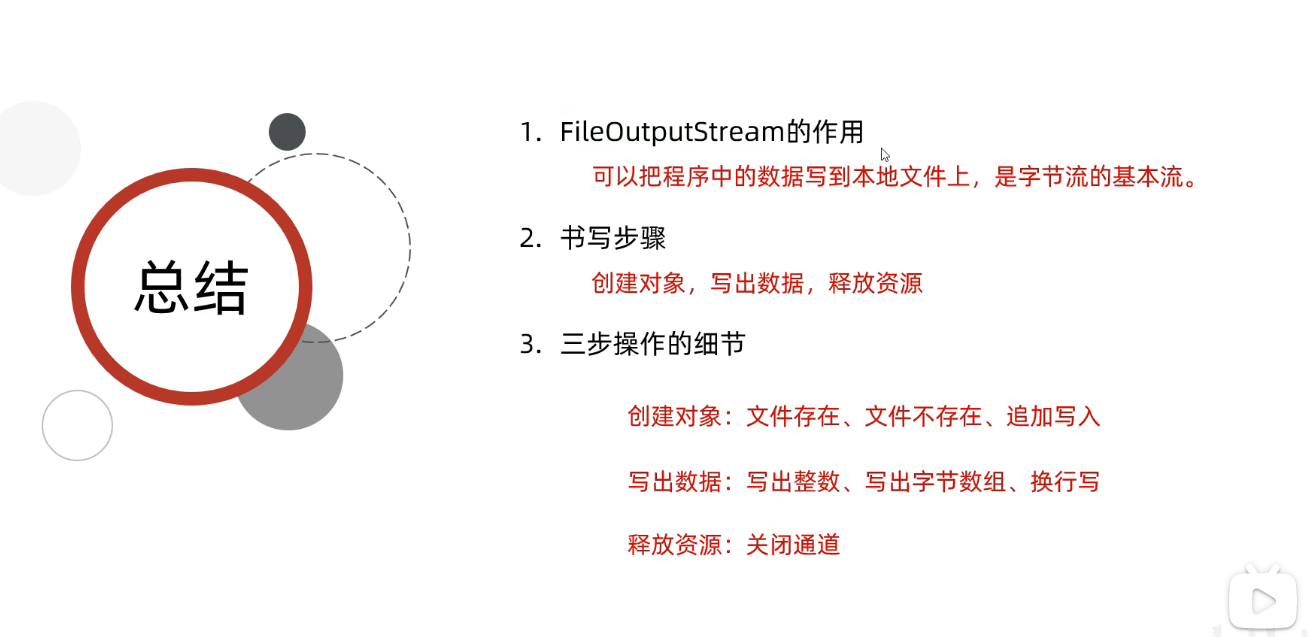 总结
1. FileOutputStream的作用
可以把程序中的数据写到本地文件上，是字节流的基本流。
2. 书写步骤
创建对象，写出数据，释放资源
3. 三步操作的细节
创建对象：文件存在、文件不存在、追加写入
写出数据：写出整数、写出字节数组、换行写
释放资源：关闭通道